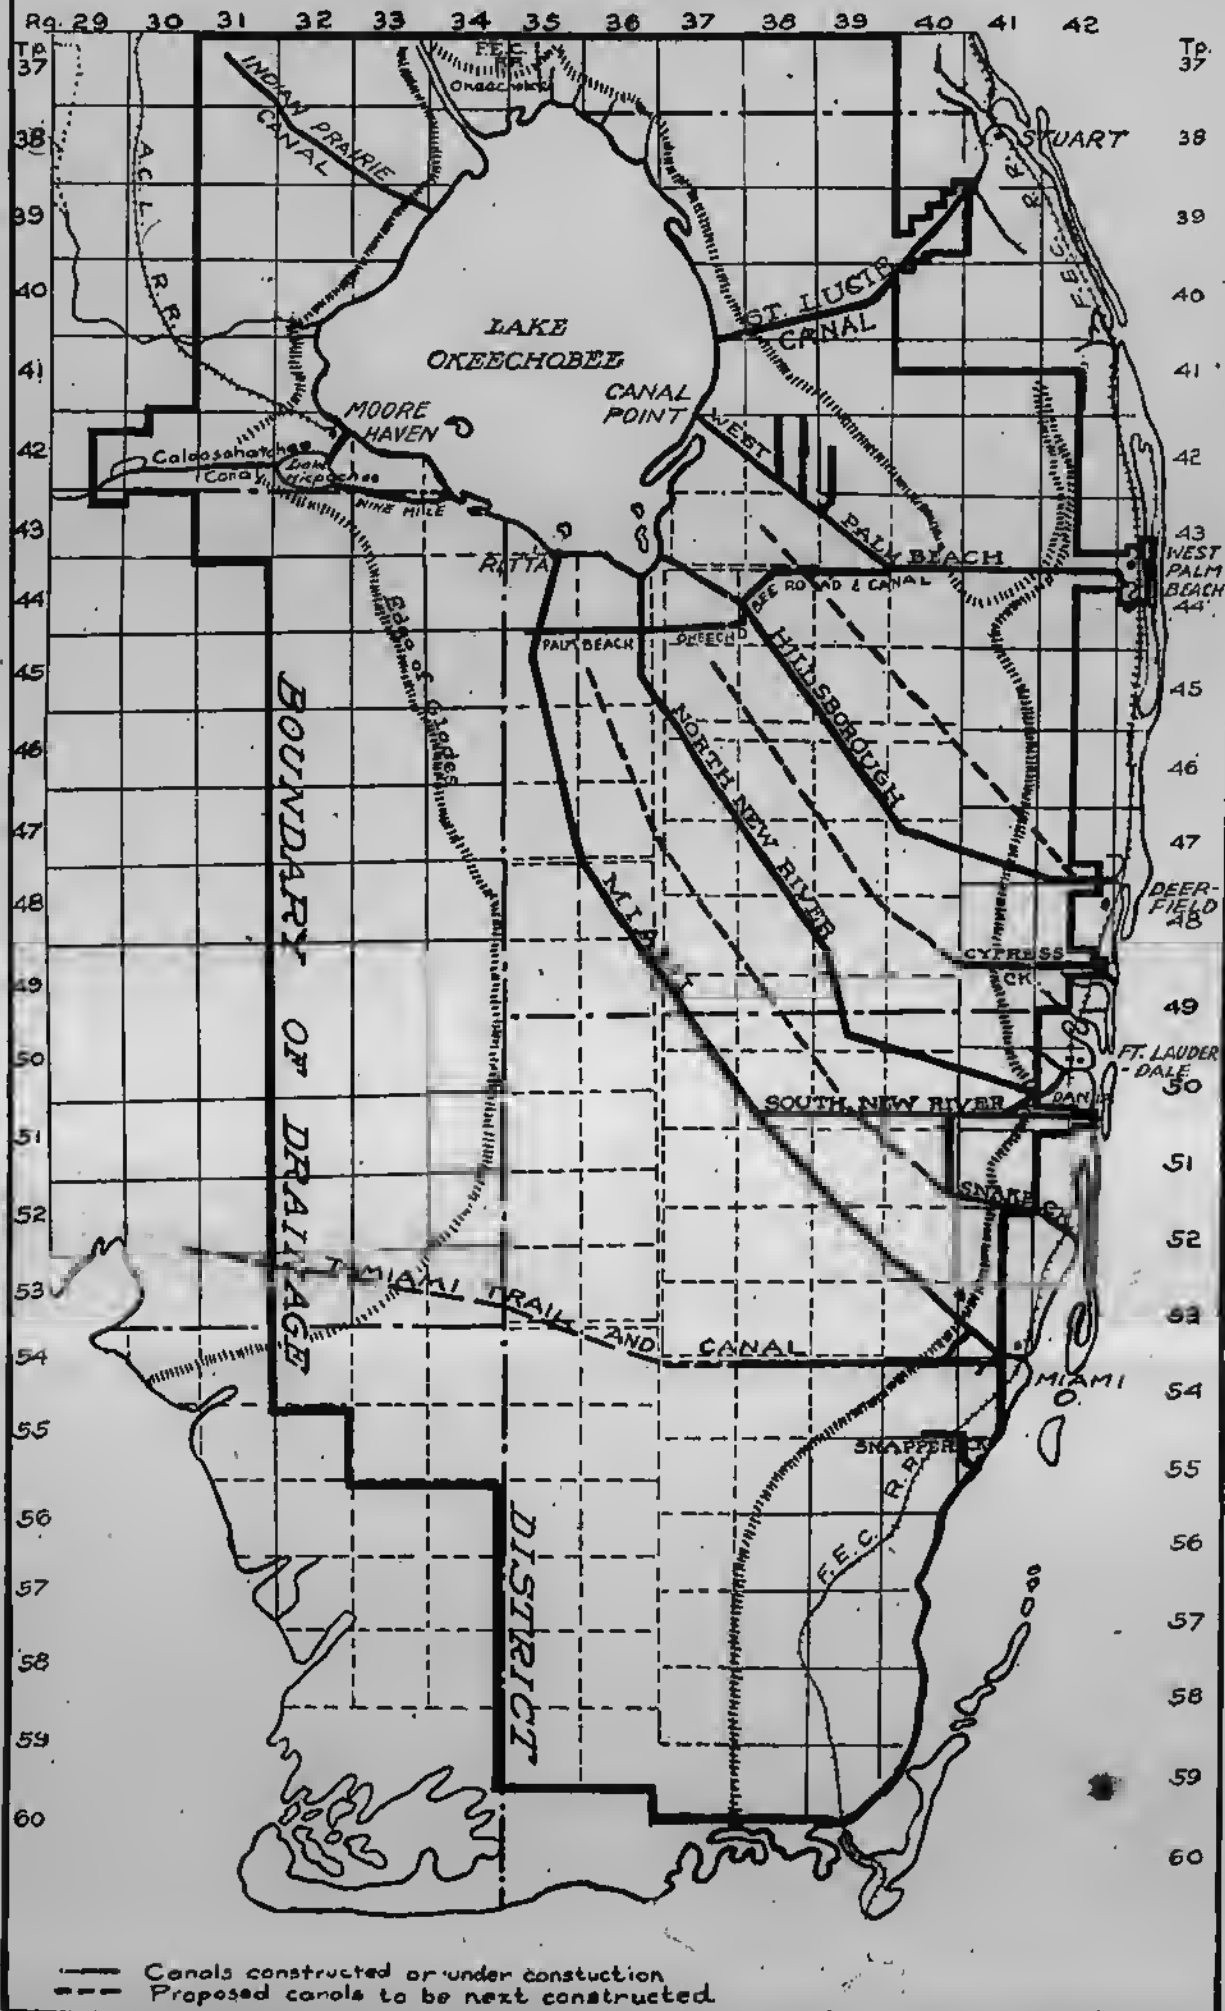 Rg. 29 30 31 32 33 34 35 36 37 38 39 40 41 42
Tp. Tp.
37 37
38 38
39 39
40 40
41 41
42 42
43 43
44 44
45 45
46 46
47 47
48 48
49 49
50 50
51 51
52 52
53 53
54 54
55 55
56 56
57 57
58 58
59 59
60 60
F.E.C.
R.R.
Okeechobee
INDIAN PRAIRIE
CANAL
A.C.L.
R.R.
STUART
R.R.
F.E.C.
ST. LUCIE
CANAL
LAKE
OKEECHOBEE
CANAL
POINT
MOORE
HAVEN
Caloosahatchee
Canal
Lake
Hicpochee
NINE MILE
WEST
PALM BEACH
WEST
PALM
BEACH
RITTA
BEE ROAD & CANAL
PALM BEACH
OKEECH
HILLSBOROUGH
Edge of Glades
NORTH NEW RIVER
MIAMI
DEER-
FIELD
CYPRESS
CK.
FT. LAUDER
-DALE
DANIA
SOUTH NEW RIVER
SNAKE CK
BOUNDARY OF DRAINAGE
DISTRICT
TAMIAMI TRAIL AND CANAL
MIAMI
SNAPPER CK
R.R.
F.E.C.
Canals constructed or under constuction
Proposed canals to be next constructed